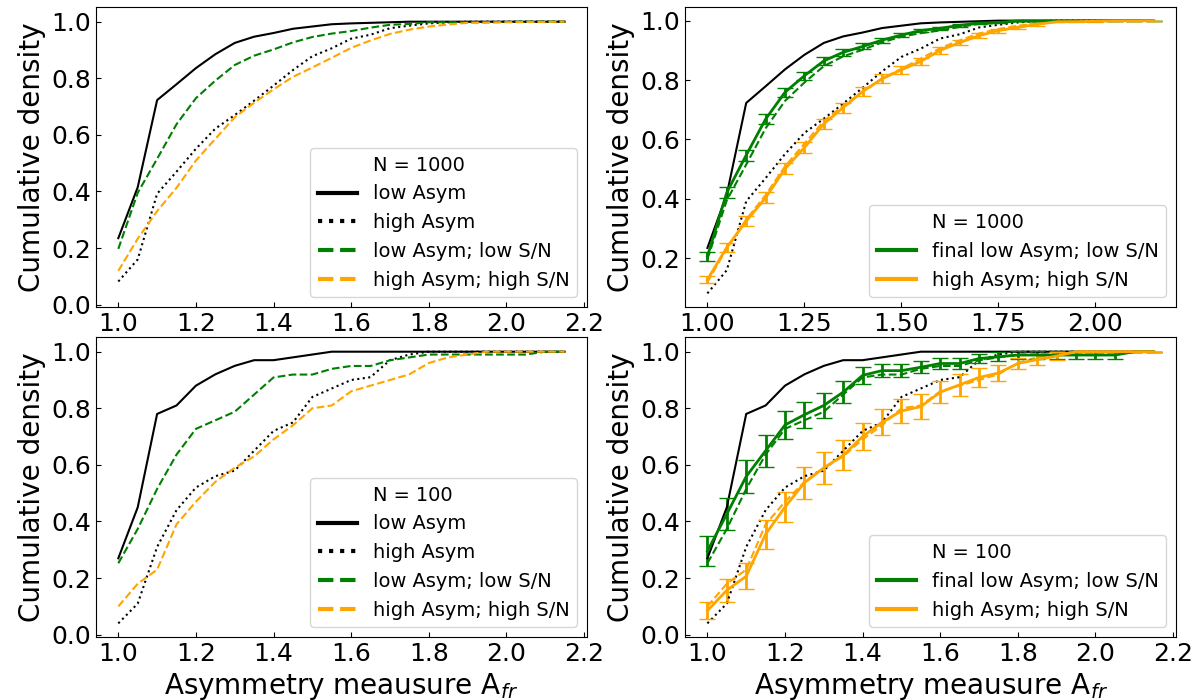 Cumulative density
1.0
0.8
0.6
0.4
0.2
0.0
N = 1000
low Asym
high Asym
low Asym; low S/N
high Asym; high S/N
1.0 1.2 1.4 1.6 1.8 2.0 2.2
Cumulative density
1.0
0.8
0.6
0.4
0.2
N = 1000
final low Asym; low S/N
high Asym; high S/N
1.00 1.25 1.50 1.75 2.00
Cumulative density
1.0
0.8
0.6
0.4
0.2
0.0
N = 100
low Asym
high Asym
low Asym; low S/N
high Asym; high S/N
1.0 1.2 1.4 1.6 1.8 2.0 2.2
Asymmetry meausure A_fr
Cumulative density
1.0
0.8
0.6
0.4
0.2
0.0
N = 100
final low Asym; low S/N
high Asym; high S/N
1.0 1.2 1.4 1.6 1.8 2.0 2.2
Asymmetry meausure A_fr